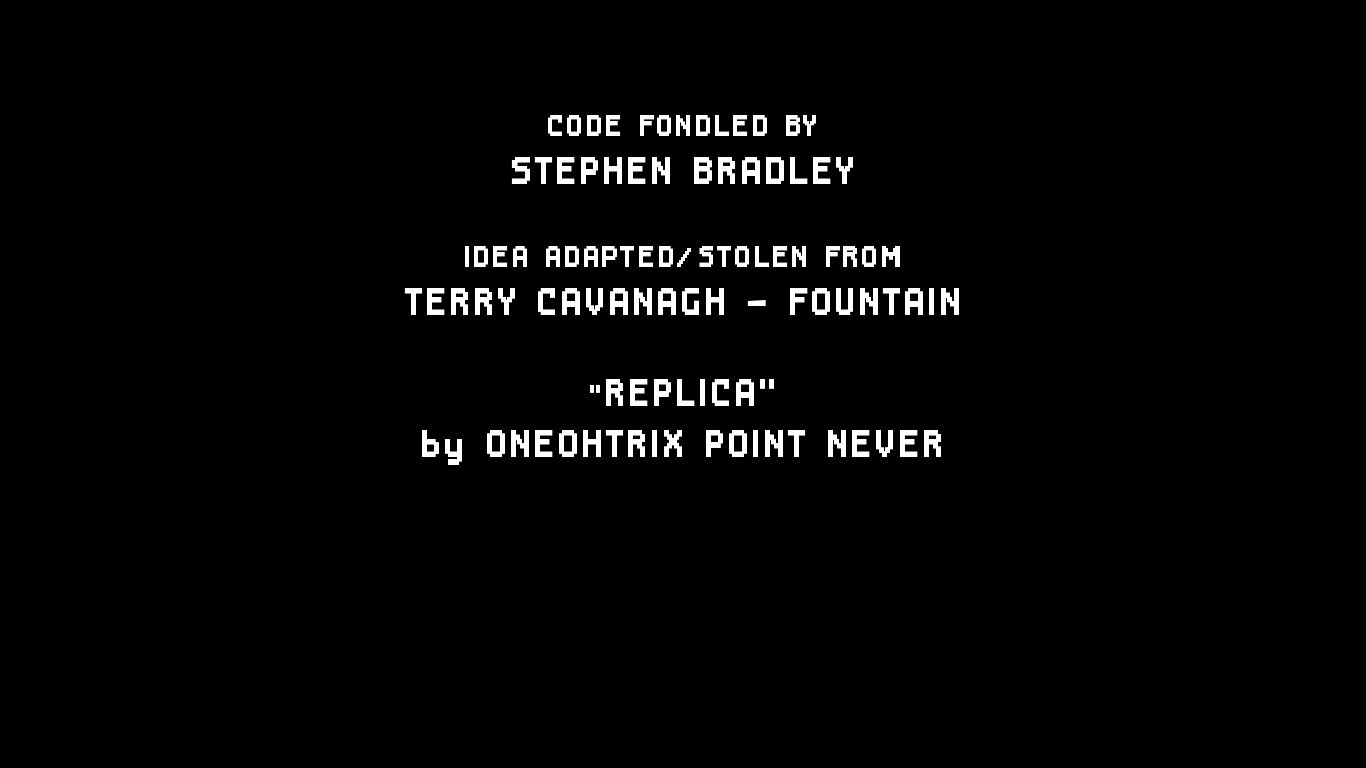 CODE FONDLED BY
STEPHEN BRADLEY
IDEA ADAPTED/STOLEN FROM
TERRY CAVANAGH - FOUNTAIN
"REPLICA"
by ONEOHTRIX POINT NEVER